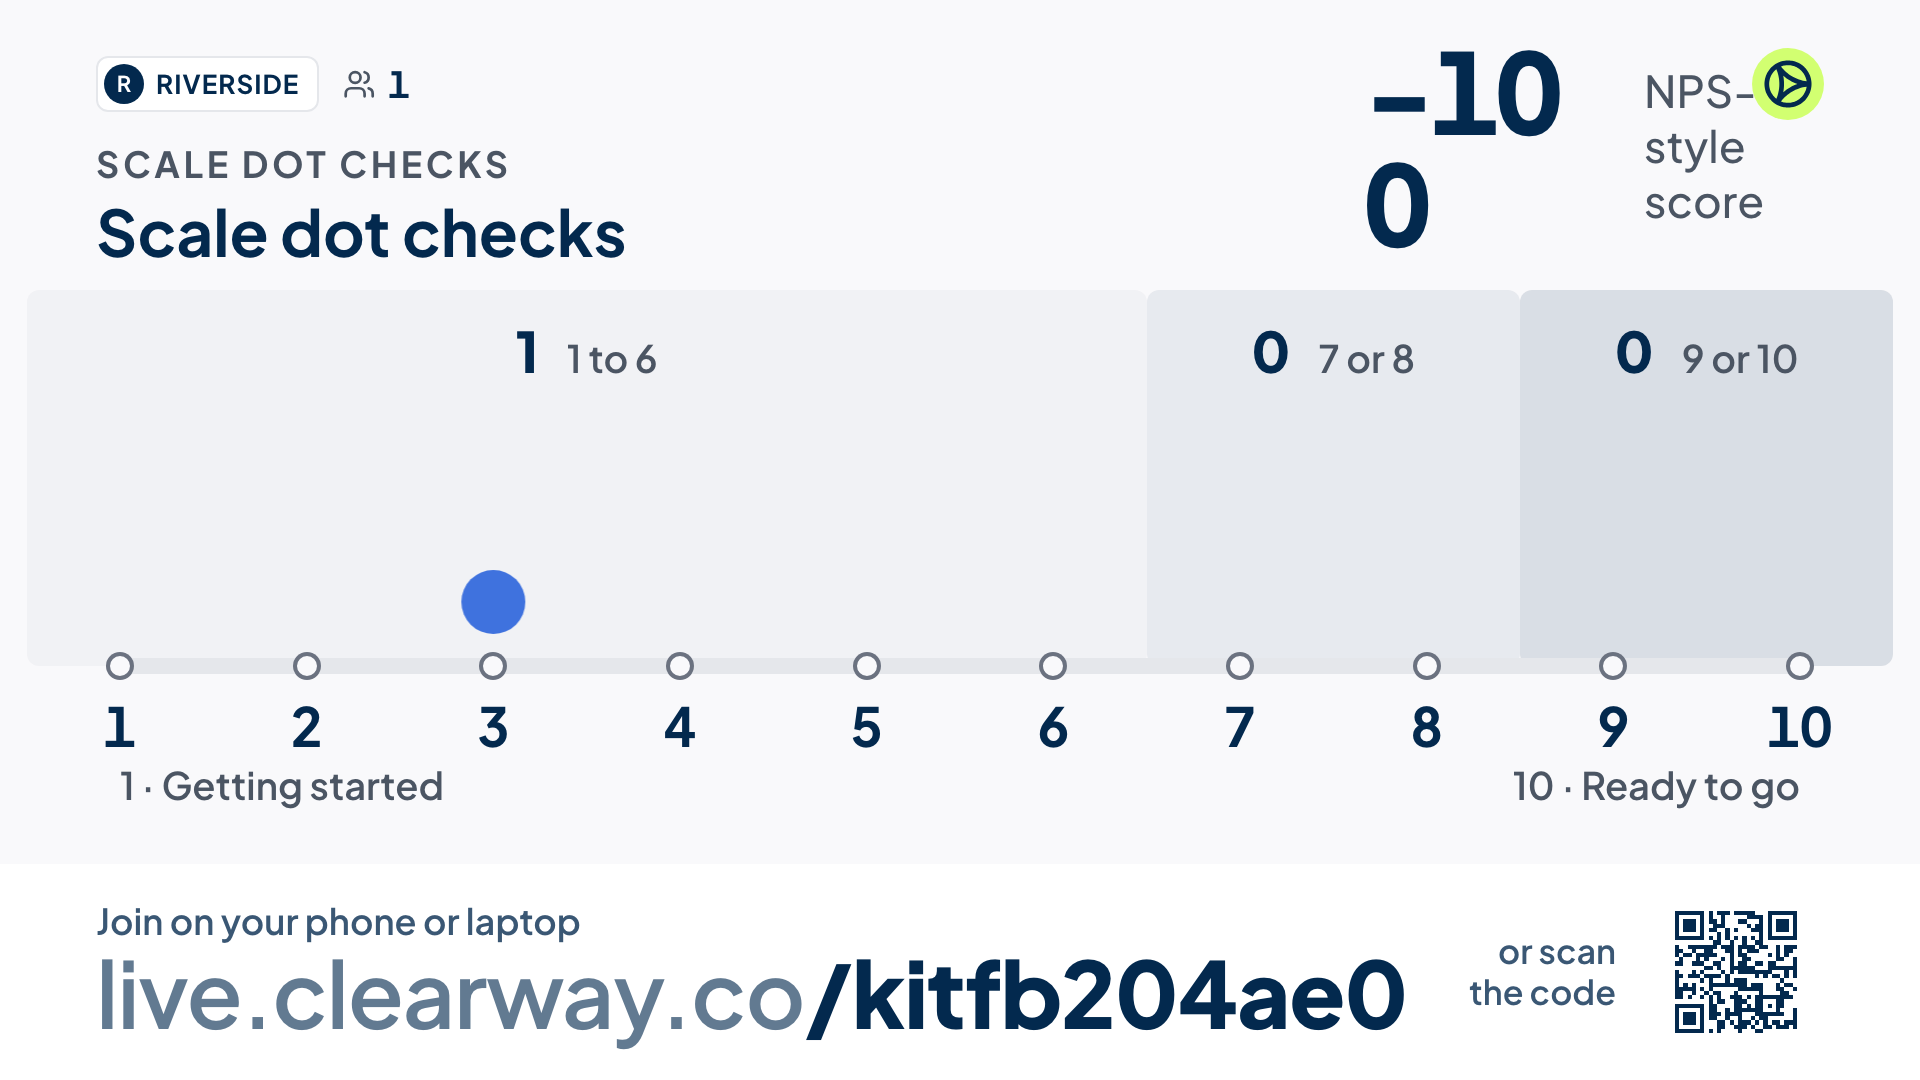 R RIVERSIDE 1
SCALE DOT CHECKS
Scale dot checks
–10
0
NPS-
style
score
1 1 to 6
0 7 or 8
0 9 or 10
1 2 3 4 5 6 7 8 9 10
1 · Getting started
10 · Ready to go
Join on your phone or laptop
live.clearway.co/kitfb204ae0
or scan
the code